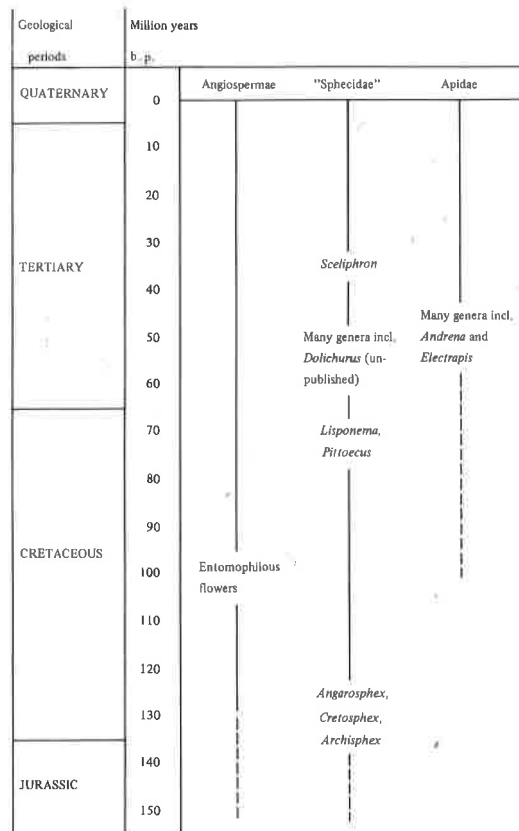 Geological
periods
Million years
b. p.
Angiospermae "Sphecidae" Apidae
QUATERNARY
0
10
20
30
Sceliphron
TERTIARY
40
Many genera incl.
Andrena and
Electrapis
50
Many genera incl.
Dolichurus (un-
published)
60
70
Lisponema,
Pittoecus
80
90
CRETACEOUS
100
Entomophilous
flowers
110
120
Angarosphex,
Cretosphex,
Archisphex
130
140
JURASSIC
150